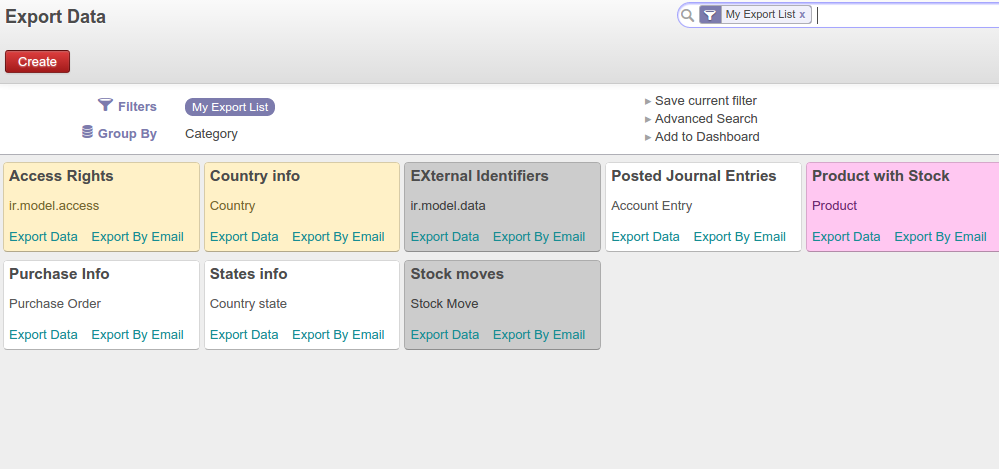 Export Data
My Export List x
Create
Filters My Export List
Group By Category
Save current filter
Advanced Search
Add to Dashboard
Access Rights
ir.model.access
Export Data Export By Email
Country info
Country
Export Data Export By Email
EXternal Identifiers
ir.model.data
Export Data Export By Email
Posted Journal Entries
Account Entry
Export Data Export By Email
Product with Stock
Product
Export Data Export By Email
Purchase Info
Purchase Order
Export Data Export By Email
States info
Country state
Export Data Export By Email
Stock moves
Stock Move
Export Data Export By Email